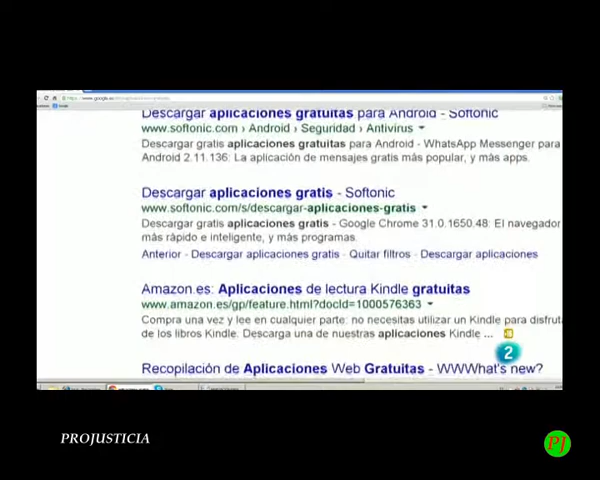 Descargar aplicaciones gratuitas para Android - Softonic
www.softonic.com › Android › Seguridad › Antivirus
Descargar gratis aplicaciones gratuitas para Android - WhatsApp Messenger para
Android 2.11.136: La aplicación de mensajes gratis más popular, y más apps.
Descargar aplicaciones gratis - Softonic
www.softonic.com/s/descargar-aplicaciones-gratis
Descargar gratis aplicaciones gratis - Google Chrome 31.0.1650.48: El navegador
más rápido e inteligente, y más programas.
Anterior - Descargar aplicaciones gratis - Quitar filtros - Descargar aplicaciones
Amazon.es: Aplicaciones de lectura Kindle gratuitas
www.amazon.es/gp/feature.html?docId=1000576363
Compra una vez y lee en cualquier parte: no necesitas utilizar un Kindle para disfrut
de los libros Kindle. Descarga una de nuestras aplicaciones Kindle ...
2
Recopilación de Aplicaciones Web Gratuitas - WWWhat's new?
PROJUSTICIA
PJ